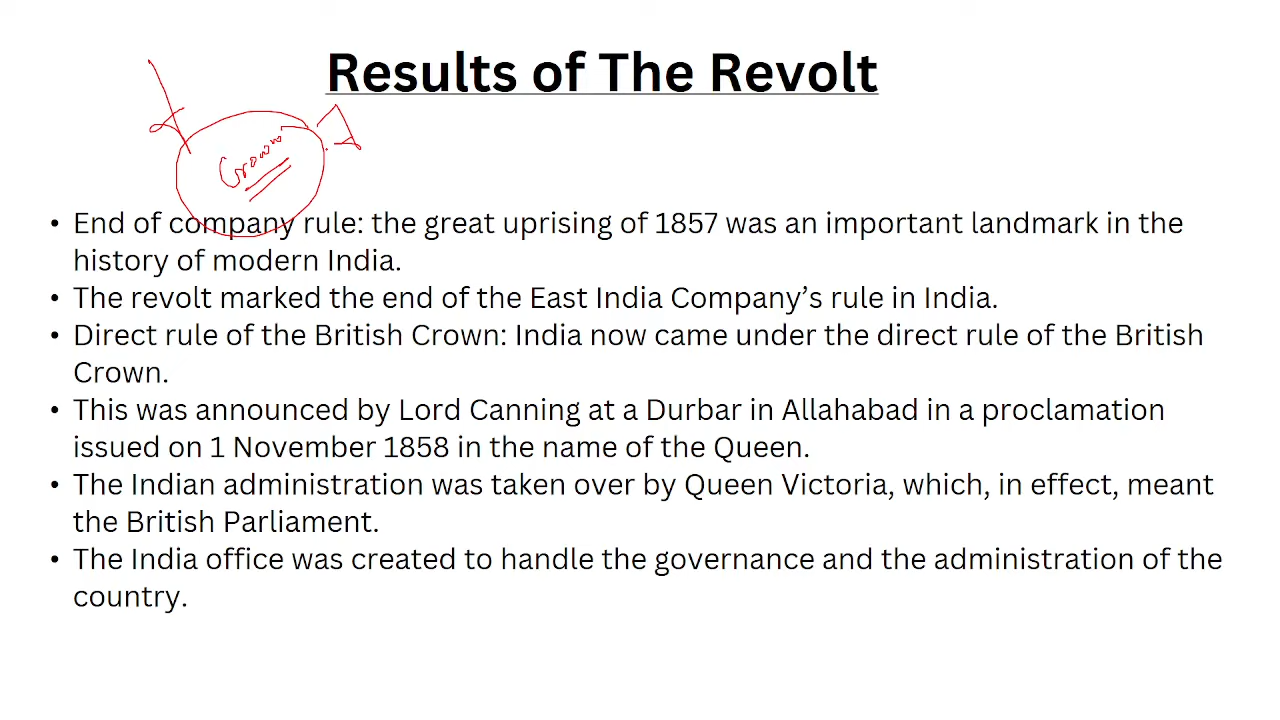 Results of The Revolt
Crown
• End of company rule: the great uprising of 1857 was an important landmark in the
history of modern India.
• The revolt marked the end of the East India Company’s rule in India.
• Direct rule of the British Crown: India now came under the direct rule of the British
Crown.
• This was announced by Lord Canning at a Durbar in Allahabad in a proclamation
issued on 1 November 1858 in the name of the Queen.
• The Indian administration was taken over by Queen Victoria, which, in effect, meant
the British Parliament.
• The India office was created to handle the governance and the administration of the
country.